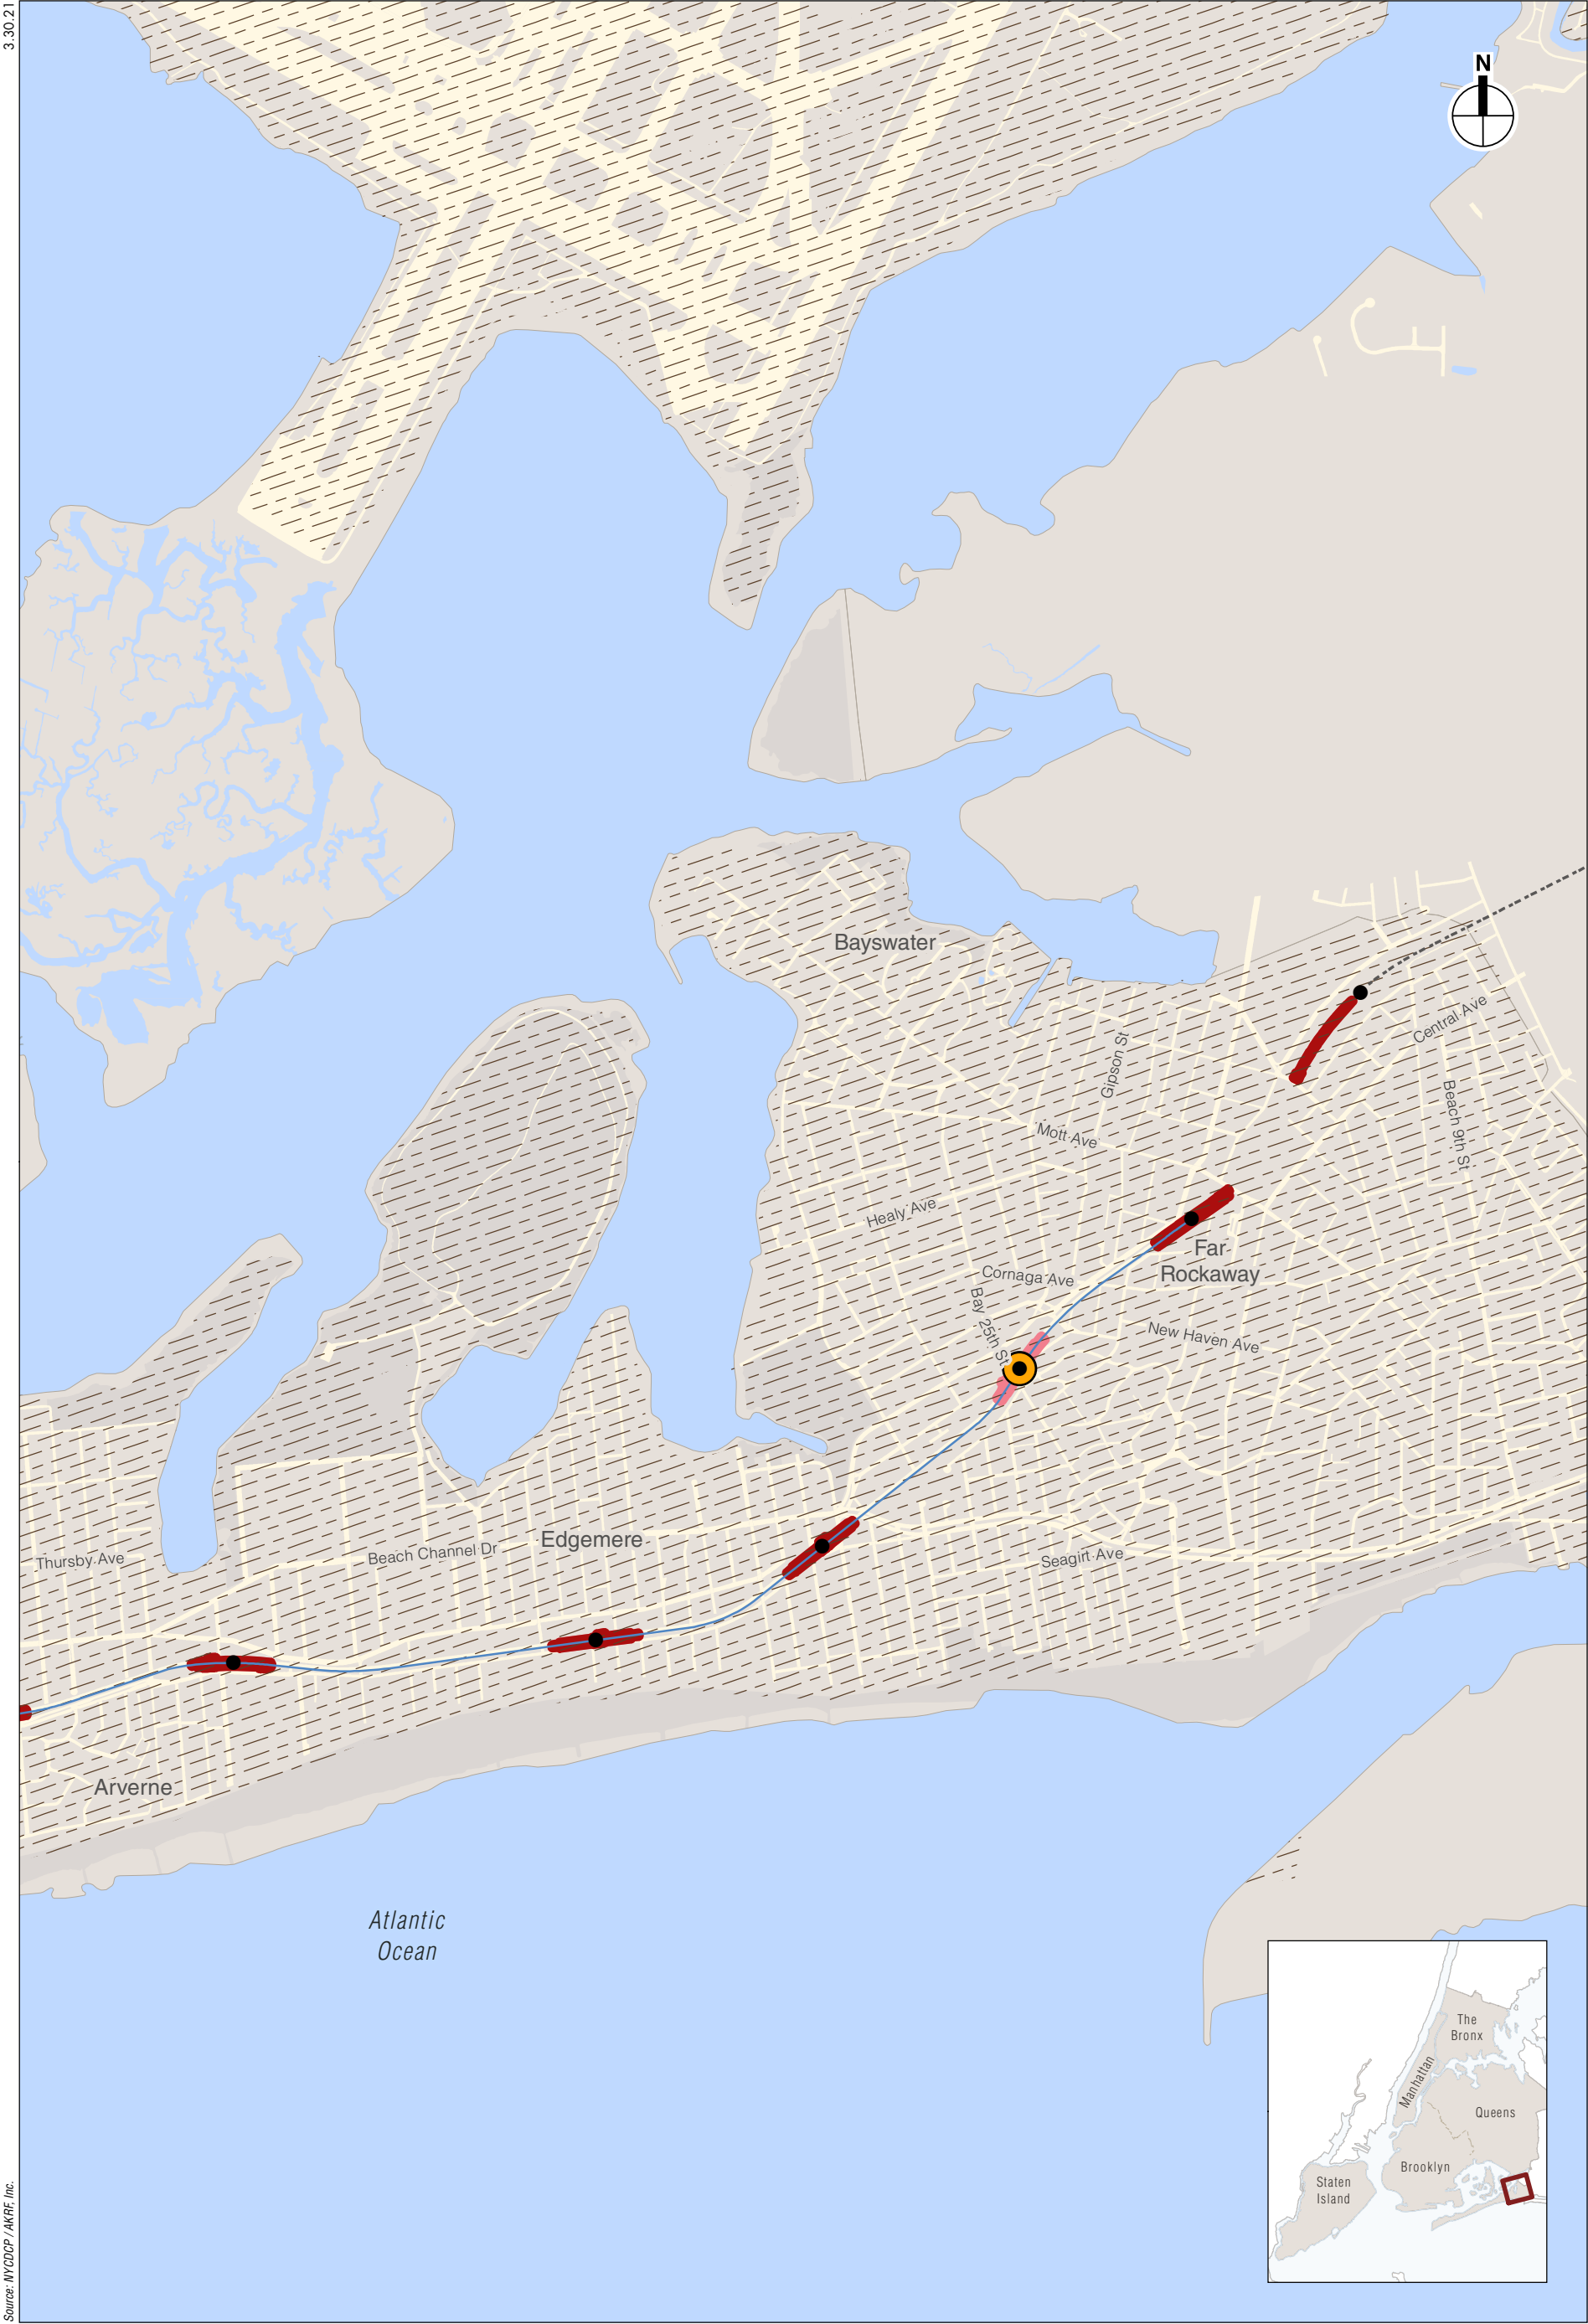 3.30.21
N
Bayswater
Central Ave
Gipson St
Beach 9th St
Mott Ave
Healy Ave
Far
Rockaway
Cornaga Ave
Bay 25th St
New Haven Ave
Edgemere
Beach Channel Dr
Thursby Ave
Seagirt Ave
Arverne
Atlantic
Ocean
The
Bronx
Manhattan
Queens
Brooklyn
Staten
Island
Source: NYCDCP / AKRF, Inc.